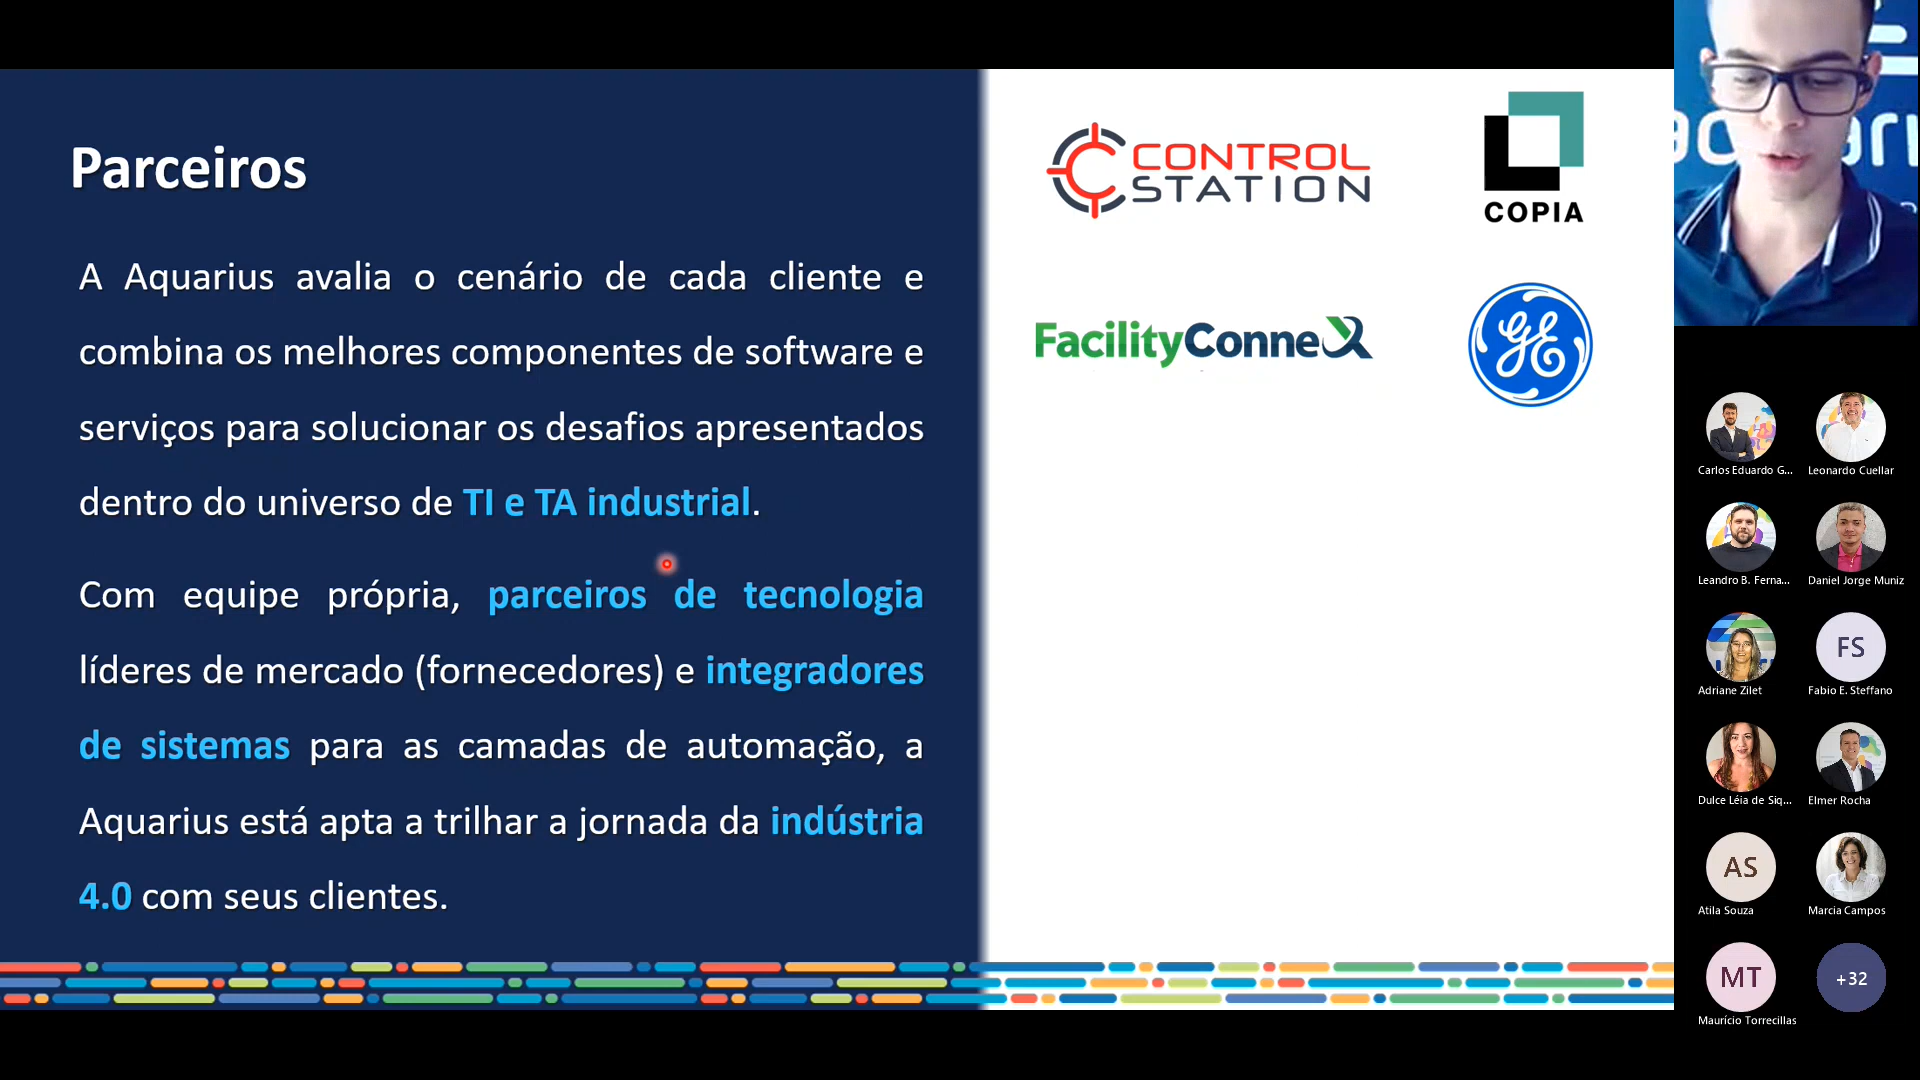 Parceiros
A Aquarius avalia o cenário de cada cliente e
combina os melhores componentes de software e
serviços para solucionar os desafios apresentados
dentro do universo de TI e TA industrial.
Com equipe própria, parceiros de tecnologia
líderes de mercado (fornecedores) e integradores
de sistemas para as camadas de automação, a
Aquarius está apta a trilhar a jornada da indústria
4.0 com seus clientes.
CONTROL
STATION
COPIA
FacilityConneX
GE
Carlos Eduardo G...
Leonardo Cuellar
Leandro B. Ferna...
Daniel Jorge Muniz
Adriane Zilet
FS
Fabio E. Steffano
Dulce Léia de Siq...
Elmer Rocha
AS
Atila Souza
Marcia Campos
MT
Maurício Torrecillas
+32